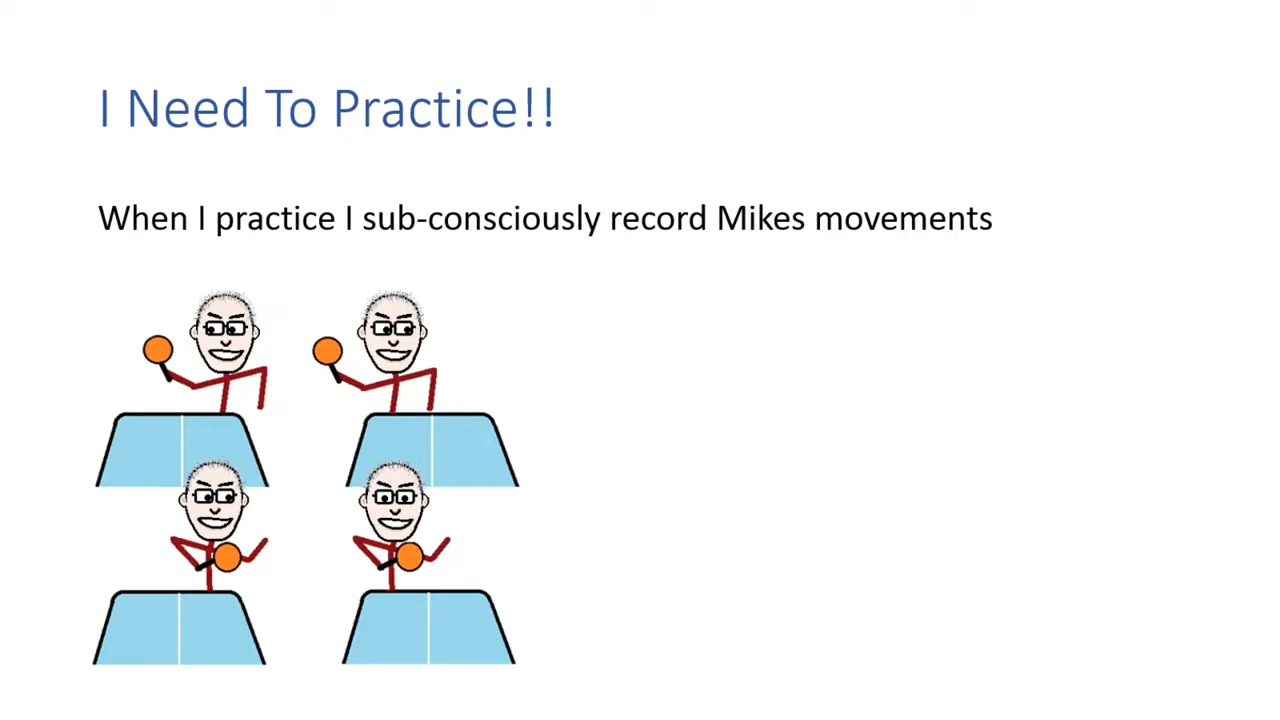 I Need To Practice!!
When I practice I sub-consciously record Mikes movements